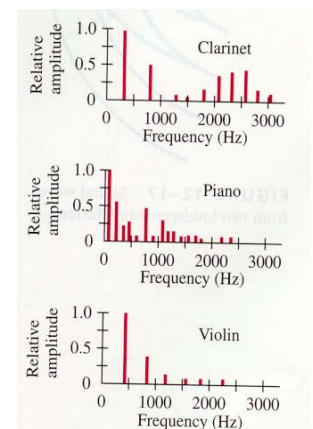 Relative amplitude
1.0
0.5
0
Clarinet
0 1000 2000 3000
Frequency (Hz)
Relative amplitude
1.0
0.5
0
Piano
0 1000 2000 3000
Frequency (Hz)
Relative amplitude
1.0
0.5
0
Violin
0 1000 2000 3000
Frequency (Hz)